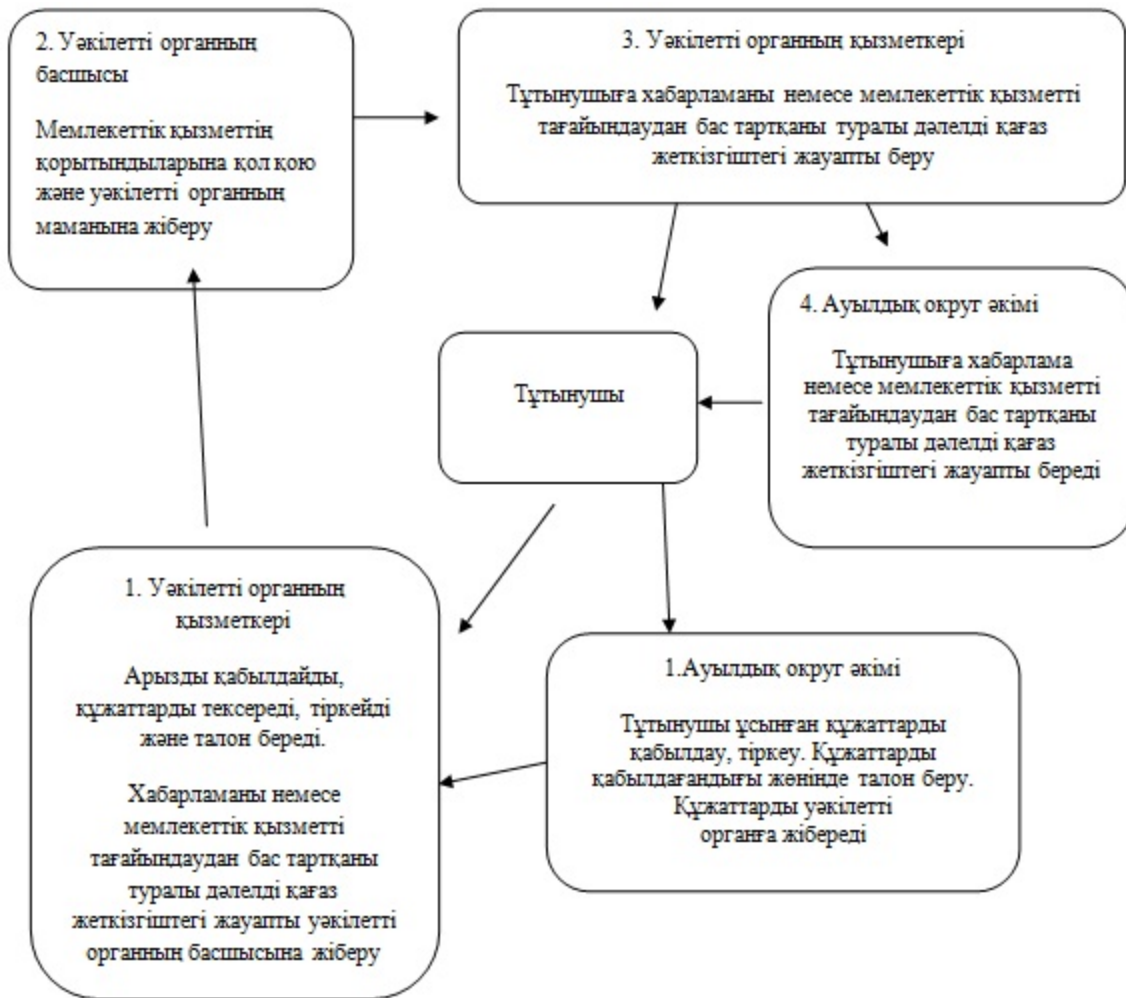 2. Уәкілетті органның
басшысы
Мемлекеттік қызметтің
қорытындыларына қол қою
және уәкілетті органның
маманына жіберу
3. Уәкілетті органның қызметкері
Тұтынушыға хабарламаны немесе мемлекеттік қызметті
тағайындаудан бас тартқаны туралы дәлелді қағаз
жеткізгіштегі жауапты беру
4. Ауылдық округ әкімі
Тұтынушыға хабарлама
немесе мемлекеттік қызметті
тағайындаудан бас тартқаны
туралы дәлелді қағаз
жеткізгіштегі жауапты береді
Тұтынушы
1. Уәкілетті органның
қызметкері
Арызды қабылдайды,
құжаттарды тексереді, тіркейді
және талон береді.
Хабарламаны немесе
мемлекеттік қызметті
тағайындаудан бас тартқаны
туралы дәлелді қағаз
жеткізгіштегі жауапты уәкілетті
органның басшысына жіберу
1.Ауылдық округ әкімі
Тұтынушы ұсынған құжаттарды
қабылдау, тіркеу. Құжаттарды
қабылдағандығы жөнінде талон беру.
Құжаттарды уәкілетті
органға жібереді